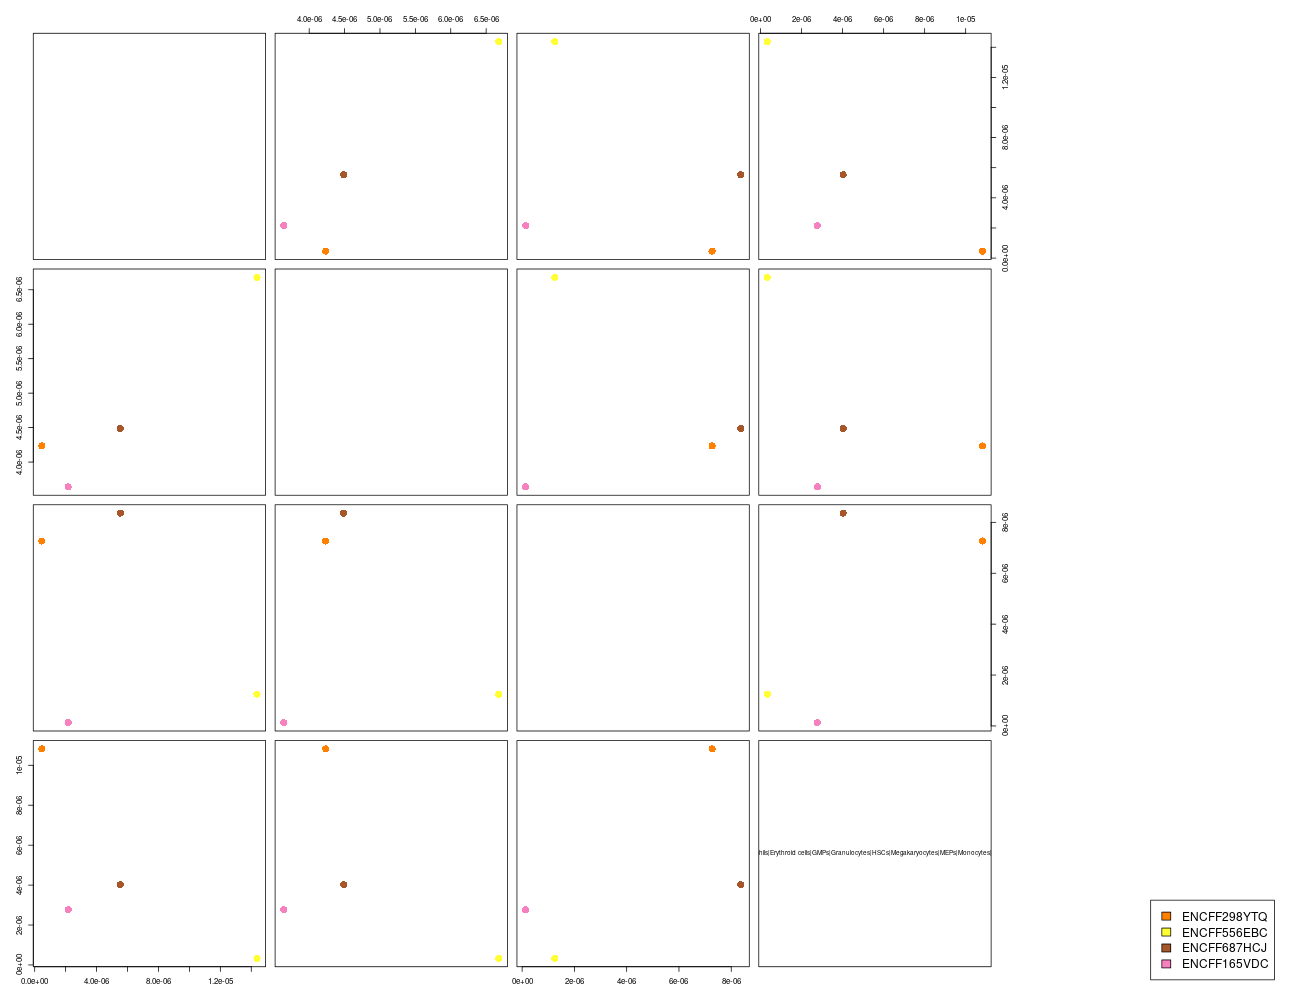 4.0e-06 4.5e-06 5.0e-06 5.5e-06 6.0e-06 6.5e-06
0e+00 2e-06 4e-06 6e-06 8e-06 1e-05
0.0e+00 4.0e-06 8.0e-06 1.2e-05
4.0e-06 4.5e-06 5.0e-06 5.5e-06 6.0e-06 6.5e-06
0e+00 2e-06 4e-06 6e-06 8e-06
0e+00 2e-06 4e-06 6e-06 8e-06 1e-05
hils|Erythroid cells|GMPs|Granulocytes|HSCs|Megakaryocytes|MEPs|Monocytes|
0.0e+00 4.0e-06 8.0e-06 1.2e-05
0e+00 2e-06 4e-06 6e-06 8e-06
ENCFF298YTQ
ENCFF556EBC
ENCFF687HCJ
ENCFF165VDC